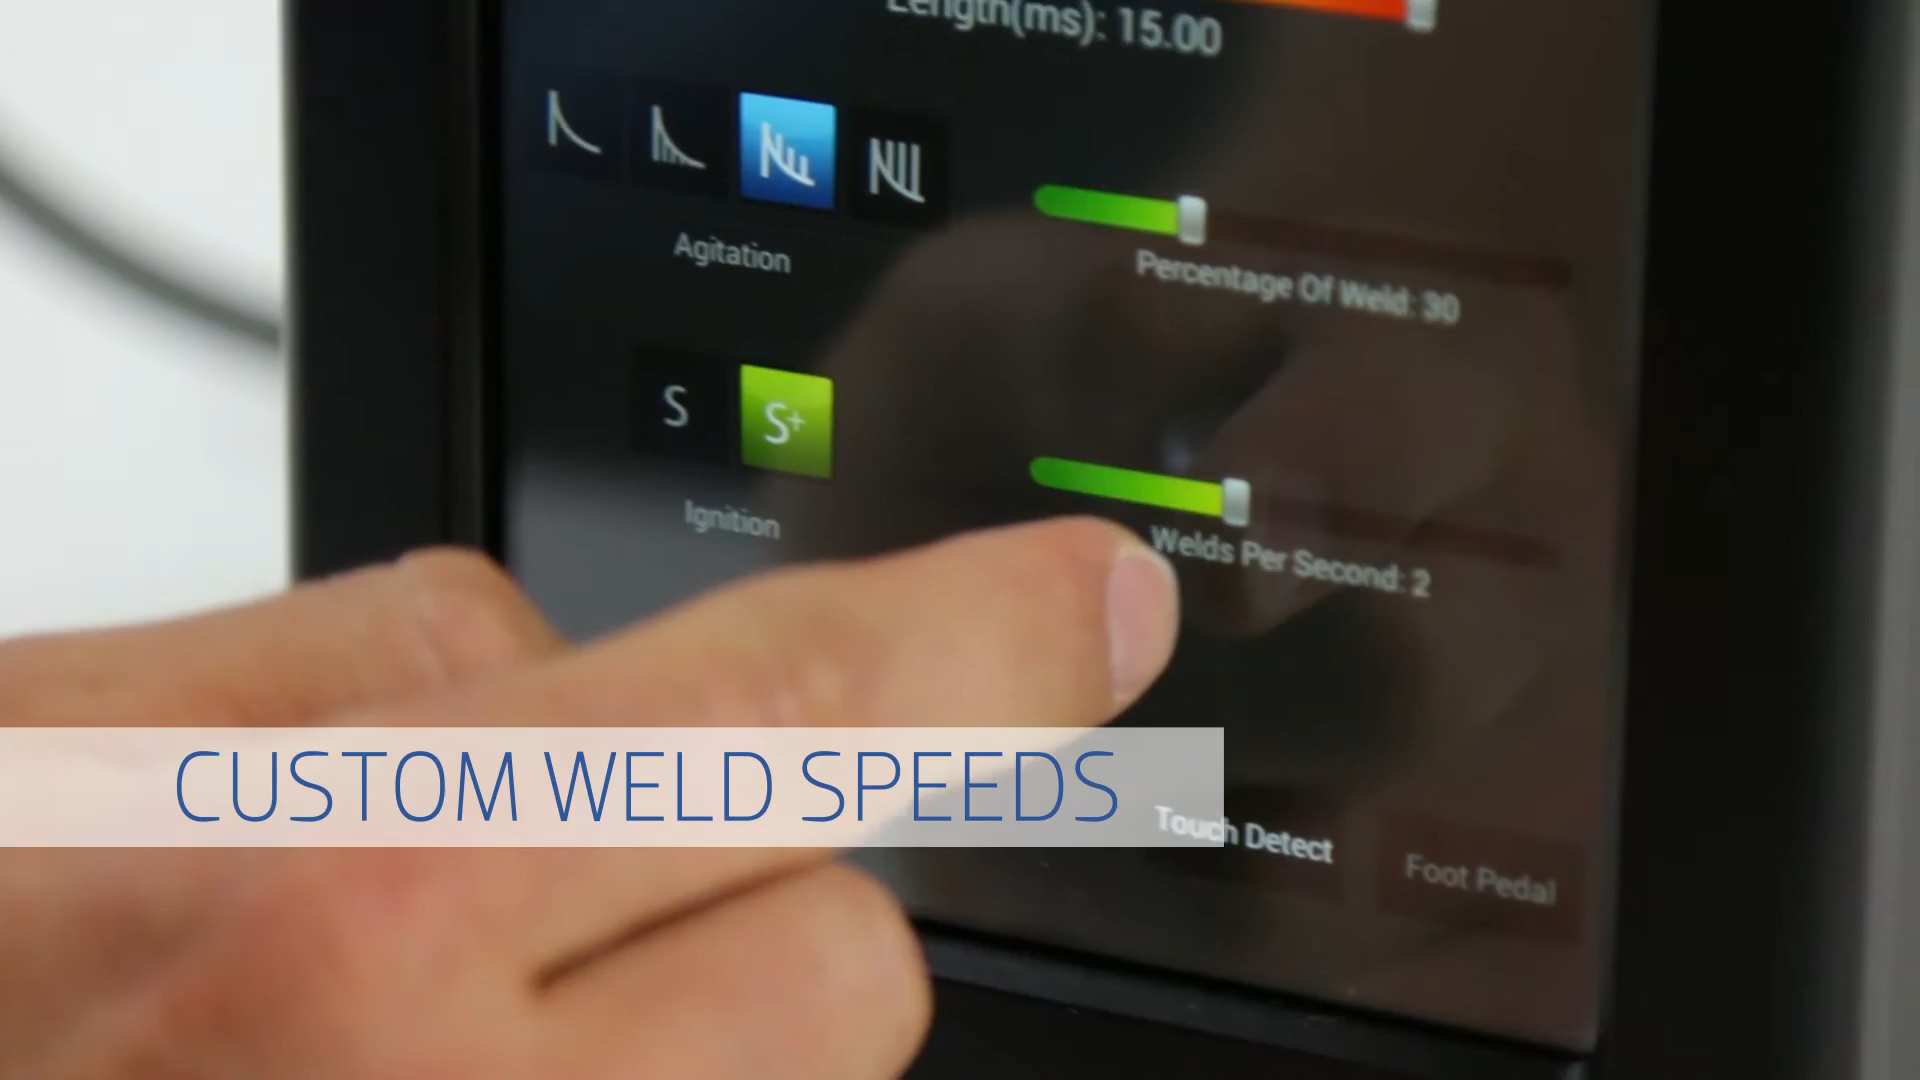 Length(ms): 15.00
Agitation
Percentage Of Weld: 30
S
S+
Ignition
Welds Per Second: 2
CUSTOM WELD SPEEDS
Touch Detect
Foot Pedal